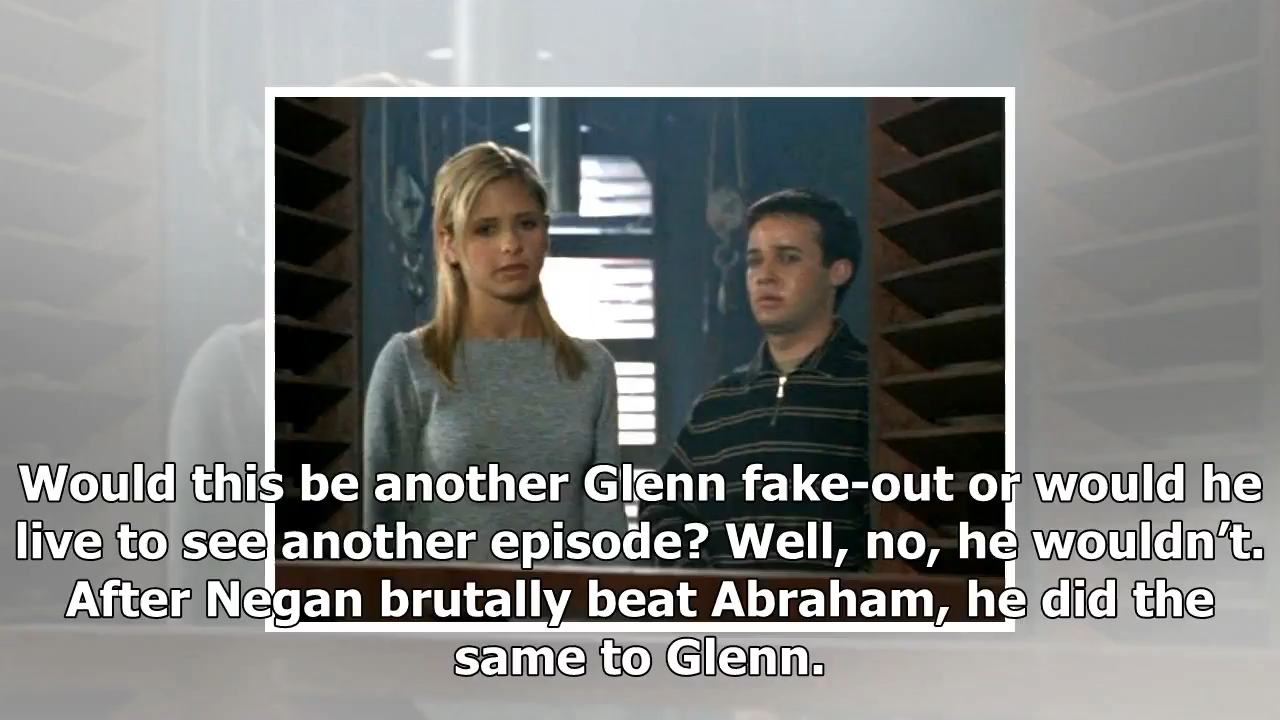 Would this be another Glenn fake-out or would he
live to see another episode? Well, no, he wouldn’t.
After Negan brutally beat Abraham, he did the
same to Glenn.